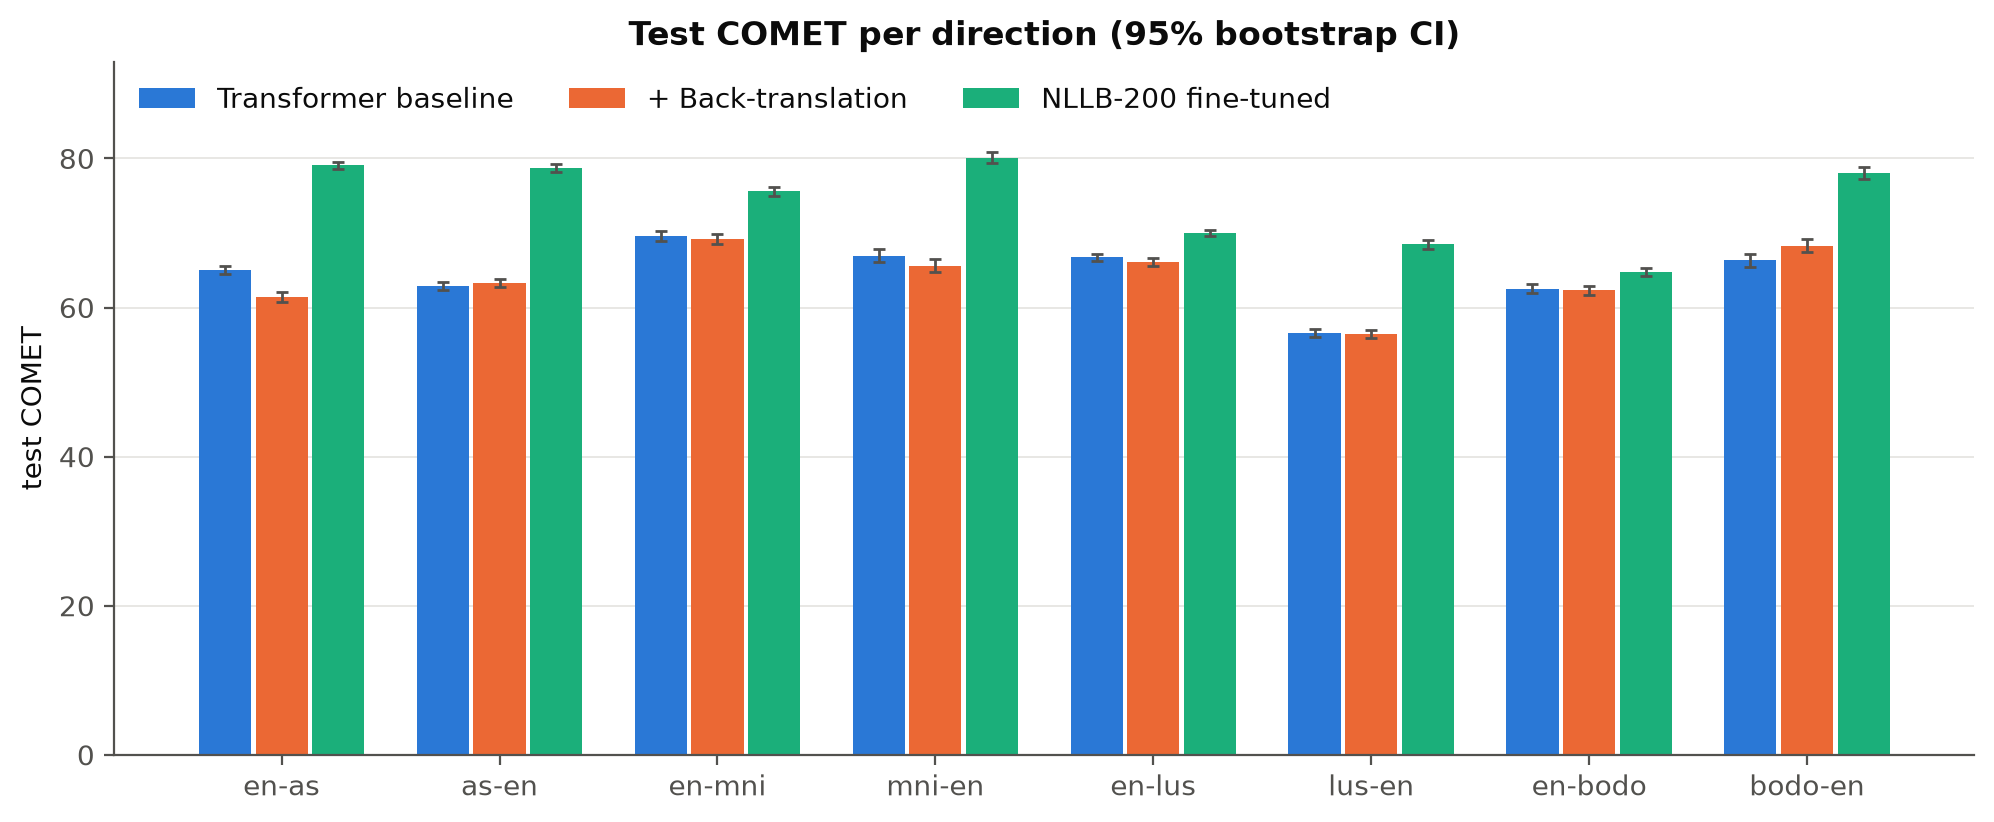 Test COMET per direction (95% bootstrap CI)
Transformer baseline
+ Back-translation
NLLB-200 fine-tuned
test COMET
80
60
40
20
0
en-as
as-en
en-mni
mni-en
en-lus
lus-en
en-bodo
bodo-en